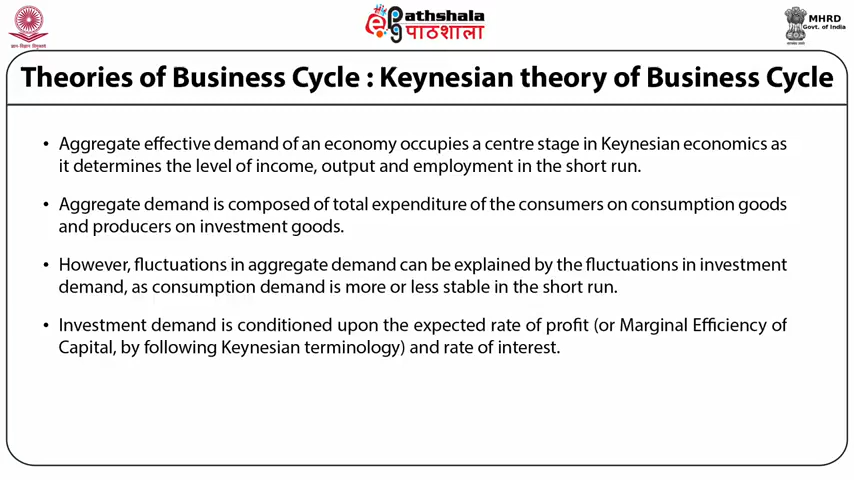 ePathshala
पाठशाला
MHRD
Govt. of India
Theories of Business Cycle : Keynesian theory of Business Cycle
• Aggregate effective demand of an economy occupies a centre stage in Keynesian economics as
it determines the level of income, output and employment in the short run.
• Aggregate demand is composed of total expenditure of the consumers on consumption goods
and producers on investment goods.
• However, fluctuations in aggregate demand can be explained by the fluctuations in investment
demand, as consumption demand is more or less stable in the short run.
• Investment demand is conditioned upon the expected rate of profit (or Marginal Efficiency of
Capital, by following Keynesian terminology) and rate of interest.